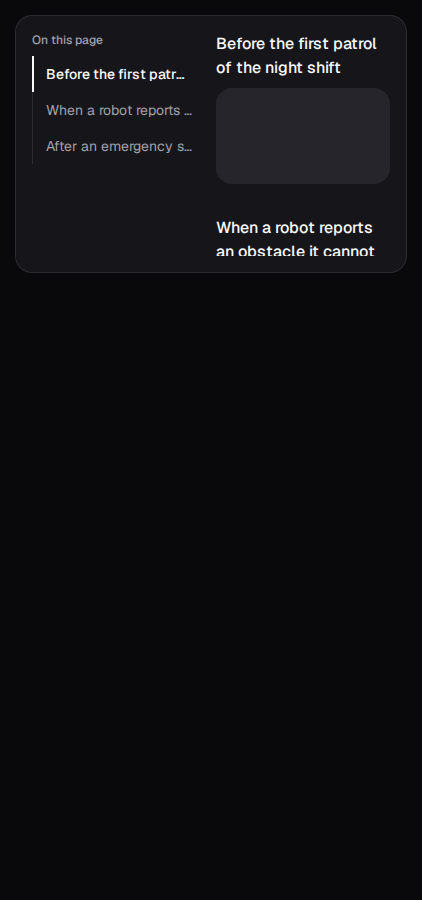 On this page
Before the first patr…
When a robot reports …
After an emergency s…
Before the first patrol
of the night shift
When a robot reports
an obstacle it cannot